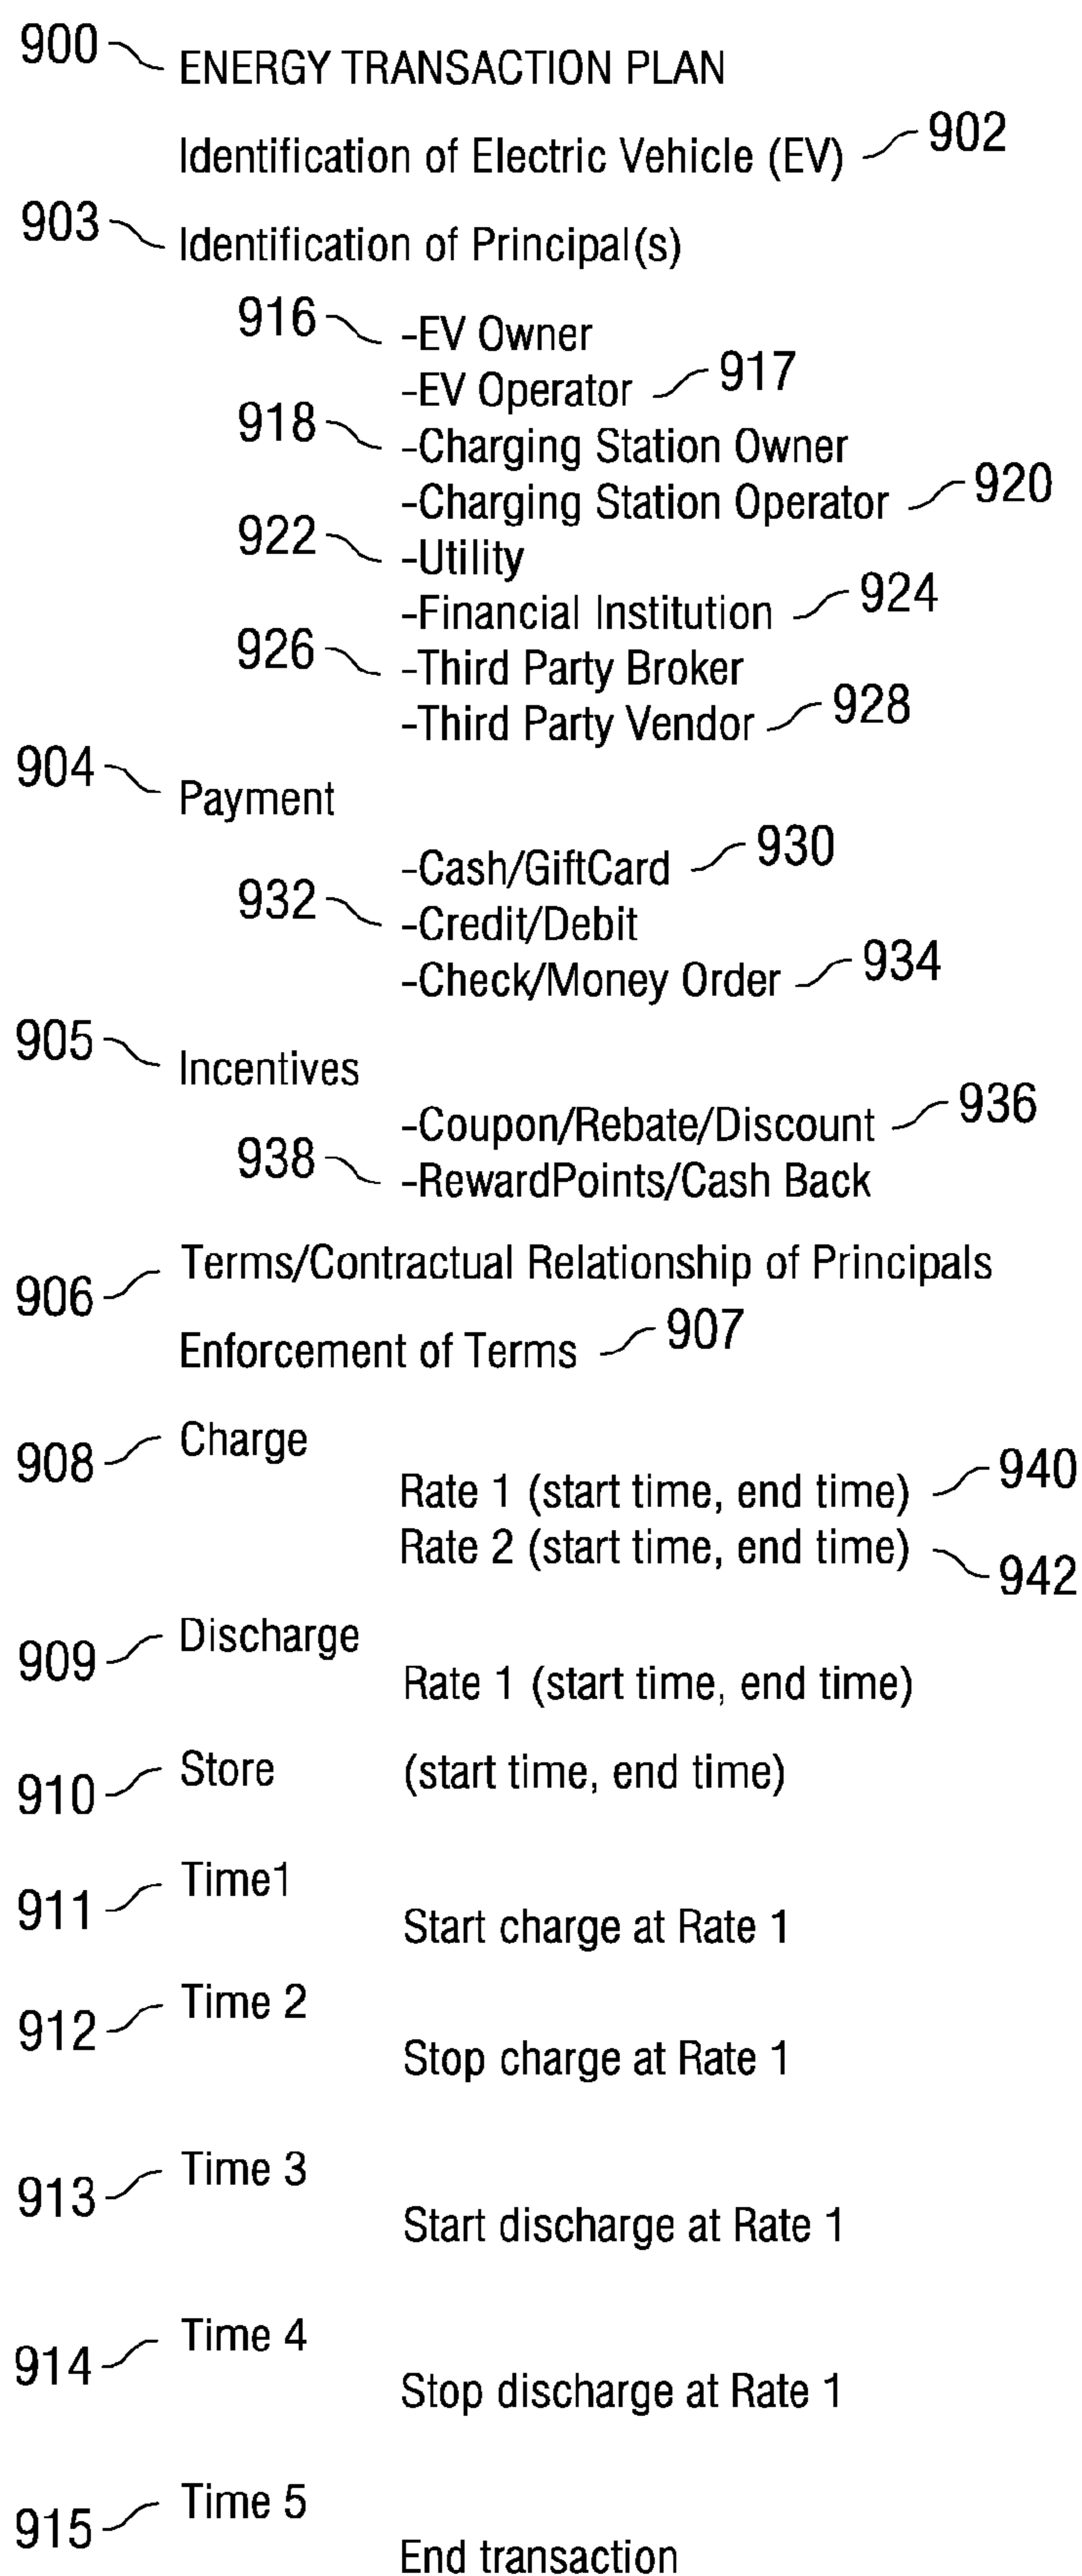 900 ENERGY TRANSACTION PLAN
Identification of Electric Vehicle (EV) 902
903 Identification of Principal(s)
916 -EV Owner
-EV Operator 917
918 -Charging Station Owner
-Charging Station Operator 920
922 -Utility
-Financial Institution 924
926 -Third Party Broker
-Third Party Vendor 928
904 Payment
-Cash/GiftCard 930
932 -Credit/Debit
-Check/Money Order 934
905 Incentives
-Coupon/Rebate/Discount 936
938 -RewardPoints/Cash Back
906 Terms/Contractual Relationship of Principals
Enforcement of Terms 907
908 Charge
Rate 1 (start time, end time) 940
Rate 2 (start time, end time) 942
909 Discharge
Rate 1 (start time, end time)
910 Store (start time, end time)
911 Time1
Start charge at Rate 1
912 Time 2
Stop charge at Rate 1
913 Time 3
Start discharge at Rate 1
914 Time 4
Stop discharge at Rate 1
915 Time 5
End transaction